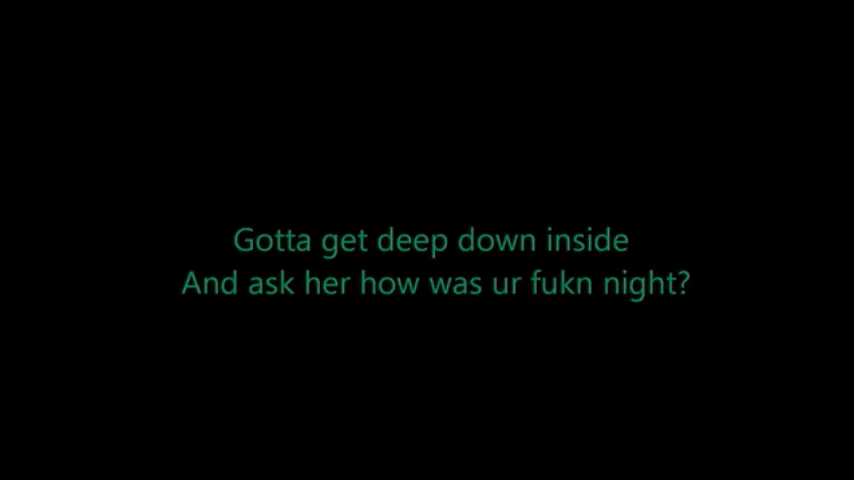 Gotta get deep down inside
And ask her how was ur fukn night?